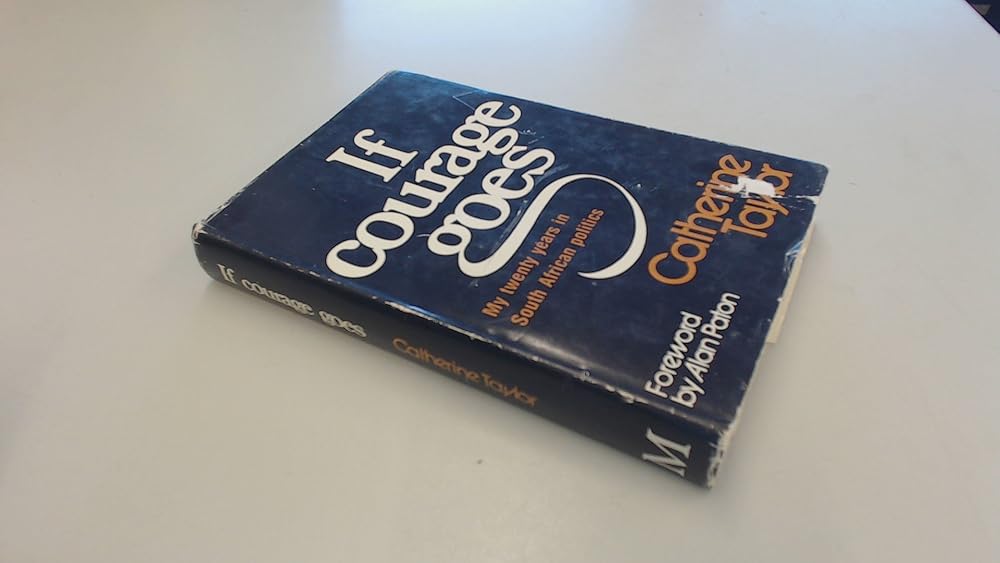 If
courage
goes
My twenty years in
South African politics
Catherine
Taylor
Foreword
by Alan Paton
If courage goes
Catherine Taylor
M